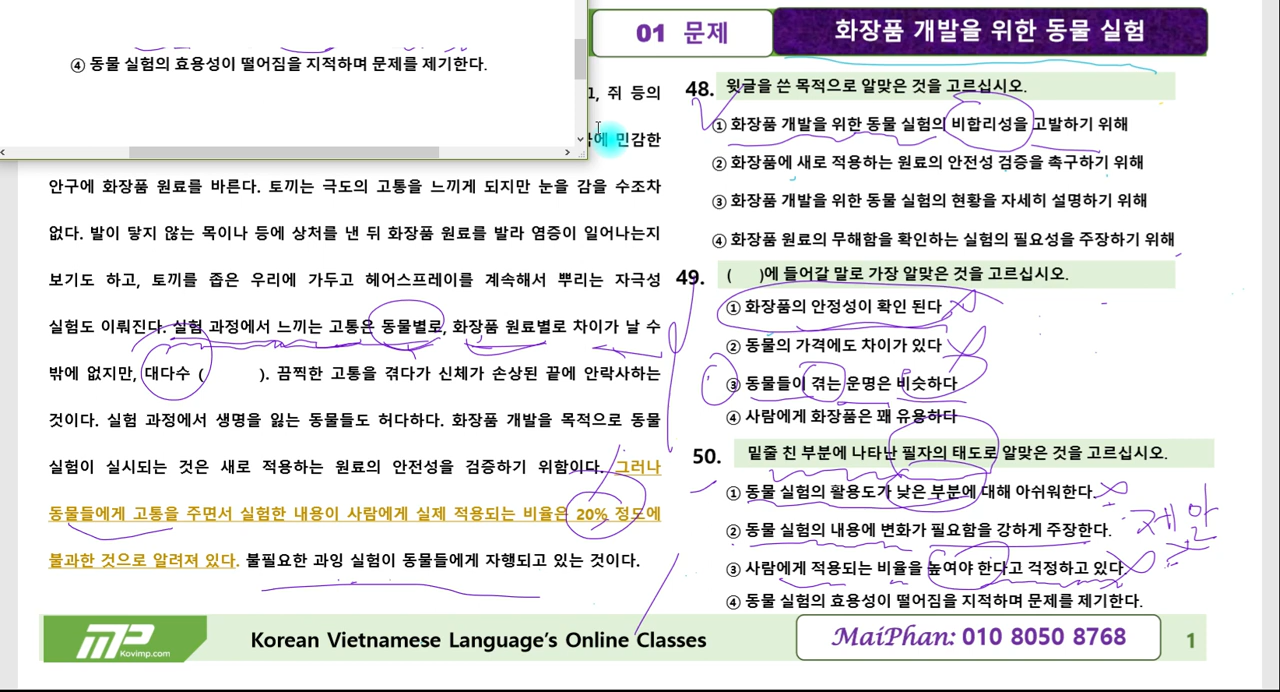 ④ 동물 실험의 효용성이 떨어짐을 지적하며 문제를 제기한다.
01 문제
화장품 개발을 위한 동물 실험
1, 쥐 등의
민감한
안구에 화장품 원료를 바른다. 토끼는 극도의 고통을 느끼게 되지만 눈을 감을 수조차
없다. 발이 닿지 않는 목이나 등에 상처를 낸 뒤 화장품 원료를 발라 염증이 일어나는지
보기도 하고, 토끼를 좁은 우리에 가두고 헤어스프레이를 계속해서 뿌리는 자극성
실험도 이뤄진다. 실험 과정에서 느끼는 고통은 동물별로, 화장품 원료별로 차이가 날 수
밖에 없지만, 대다수 ( ). 끔찍한 고통을 겪다가 신체가 손상된 끝에 안락사하는
것이다. 실험 과정에서 생명을 잃는 동물들도 허다하다. 화장품 개발을 목적으로 동물
실험이 실시되는 것은 새로 적용하는 원료의 안전성을 검증하기 위함이다. 그러나
동물들에게 고통을 주면서 실험한 내용이 사람에게 실제 적용되는 비율은 20% 정도에
불과한 것으로 알려져 있다. 불필요한 과잉 실험이 동물들에게 자행되고 있는 것이다.
48. 윗글을 쓴 목적으로 알맞은 것을 고르십시오.
① 화장품 개발을 위한 동물 실험의 비합리성을 고발하기 위해
② 화장품에 새로 적용하는 원료의 안전성 검증을 촉구하기 위해
③ 화장품 개발을 위한 동물 실험의 현황을 자세히 설명하기 위해
④ 화장품 원료의 무해함을 확인하는 실험의 필요성을 주장하기 위해
49. ( )에 들어갈 말로 가장 알맞은 것을 고르십시오.
① 화장품의 안정성이 확인 된다
② 동물의 가격에도 차이가 있다
③ 동물들이 겪는 운명은 비슷하다
④ 사람에게 화장품은 꽤 유용하다
50. 밑줄 친 부분에 나타난 필자의 태도로 알맞은 것을 고르십시오.
① 동물 실험의 활용도가 낮은 부분에 대해 아쉬워한다.
② 동물 실험의 내용에 변화가 필요함을 강하게 주장한다.
제안
③ 사람에게 적용되는 비율을 높여야 한다고 걱정하고 있다
④ 동물 실험의 효용성이 떨어짐을 지적하며 문제를 제기한다.
MP
Kovimp.com
Korean Vietnamese Language's Online Classes
MaiPhan: 010 8050 8768
1